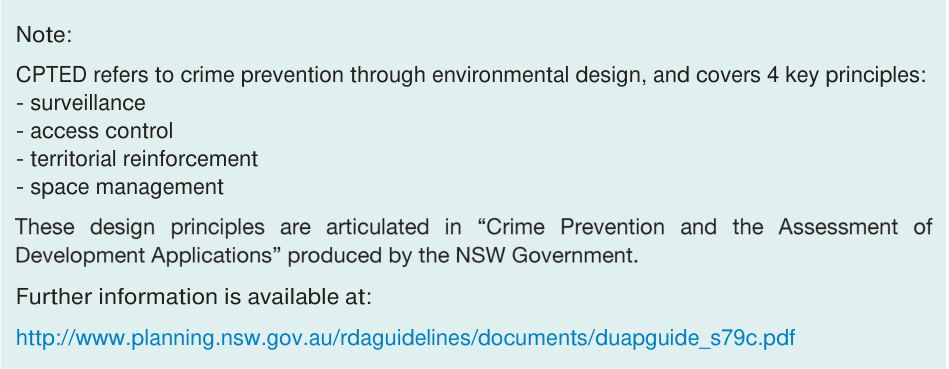 Note:
CPTED refers to crime prevention through environmental design, and covers 4 key principles:
- surveillance
- access control
- territorial reinforcement
- space management
These design principles are articulated in “Crime Prevention and the Assessment of
Development Applications” produced by the NSW Government.
Further information is available at:
http://www.planning.nsw.gov.au/rdaguidelines/documents/duapguide_s79c.pdf